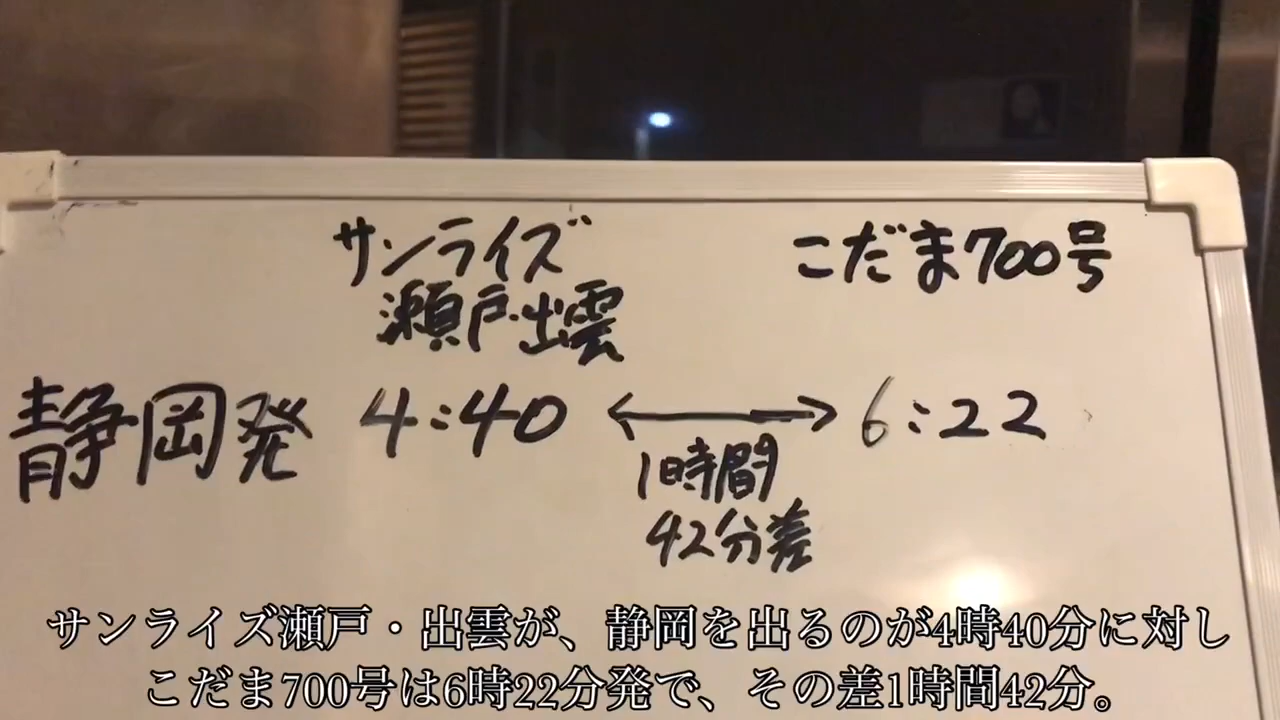 サンライズ
瀬戸・出雲
こだま700号
静岡発 4:40 6:22
1時間
42分差
サンライズ瀬戸・出雲が、静岡を出るのが4時40分に対し
こだま700号は6時22分発で、その差1時間42分。